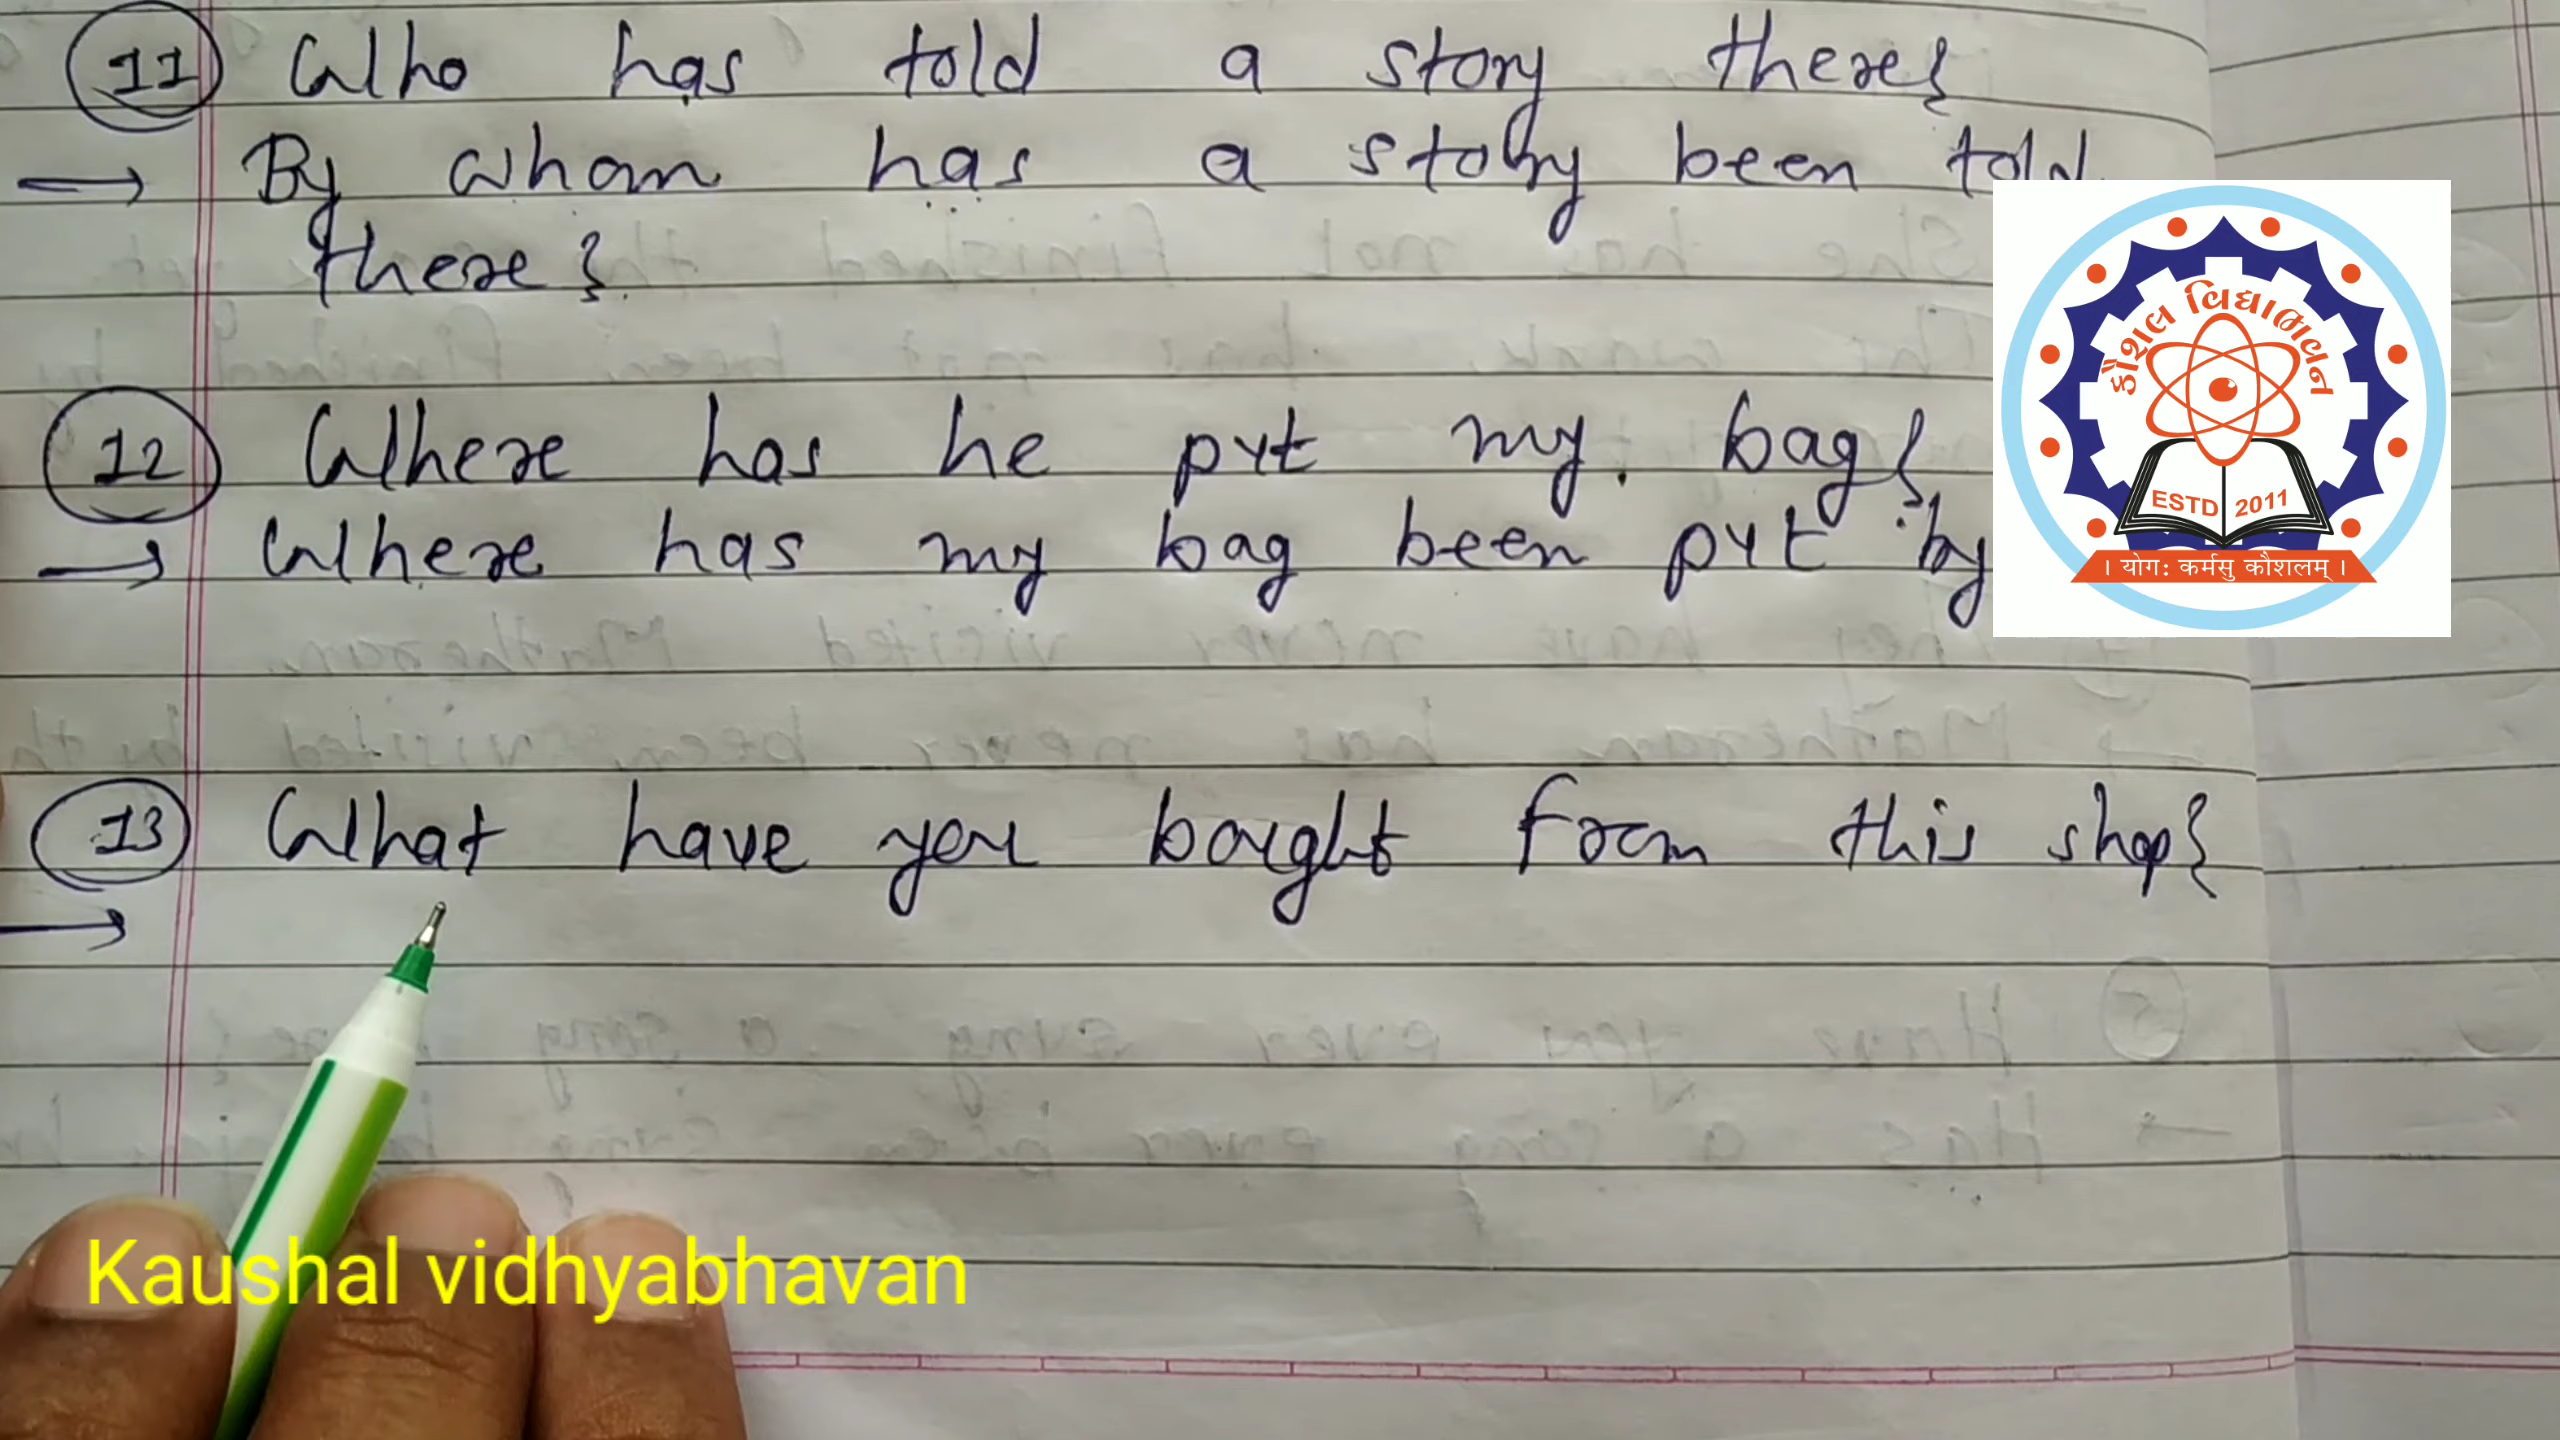 11 Who has told a story there?
→ By whom has a story been told
there?
12 Where has he put my bag?
→ Where has my bag been put by
13 What have you bought from this shop?
→
કૌશલ વિદ્યાભવન
ESTD 2011
। योगः कर्मसु कौशलम् ।
Kaushal vidhyabhavan